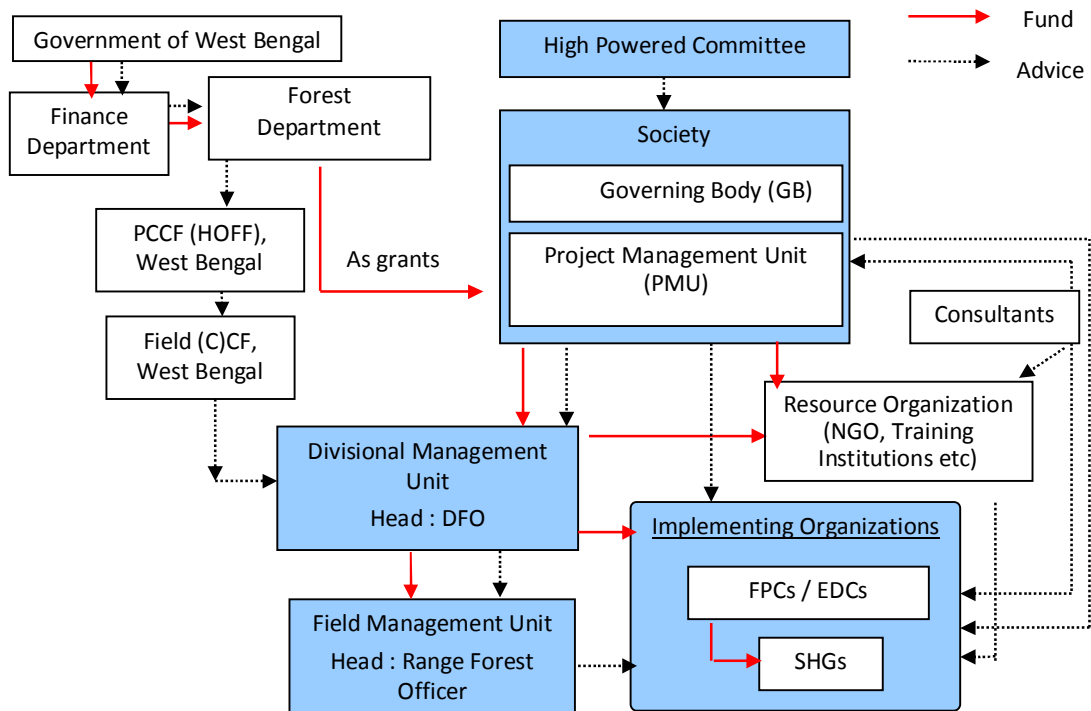 Government of West Bengal
High Powered Committee
Fund
Advice
Finance
Department
Forest
Department
Society
Governing Body (GB)
PCCF (HOFF),
West Bengal
As grants
Project Management Unit
(PMU)
Consultants
Field (C)CF,
West Bengal
Resource Organization
(NGO, Training
Institutions etc)
Divisional Management
Unit
Head : DFO
Implementing Organizations
FPCs / EDCs
SHGs
Field Management Unit
Head : Range Forest
Officer